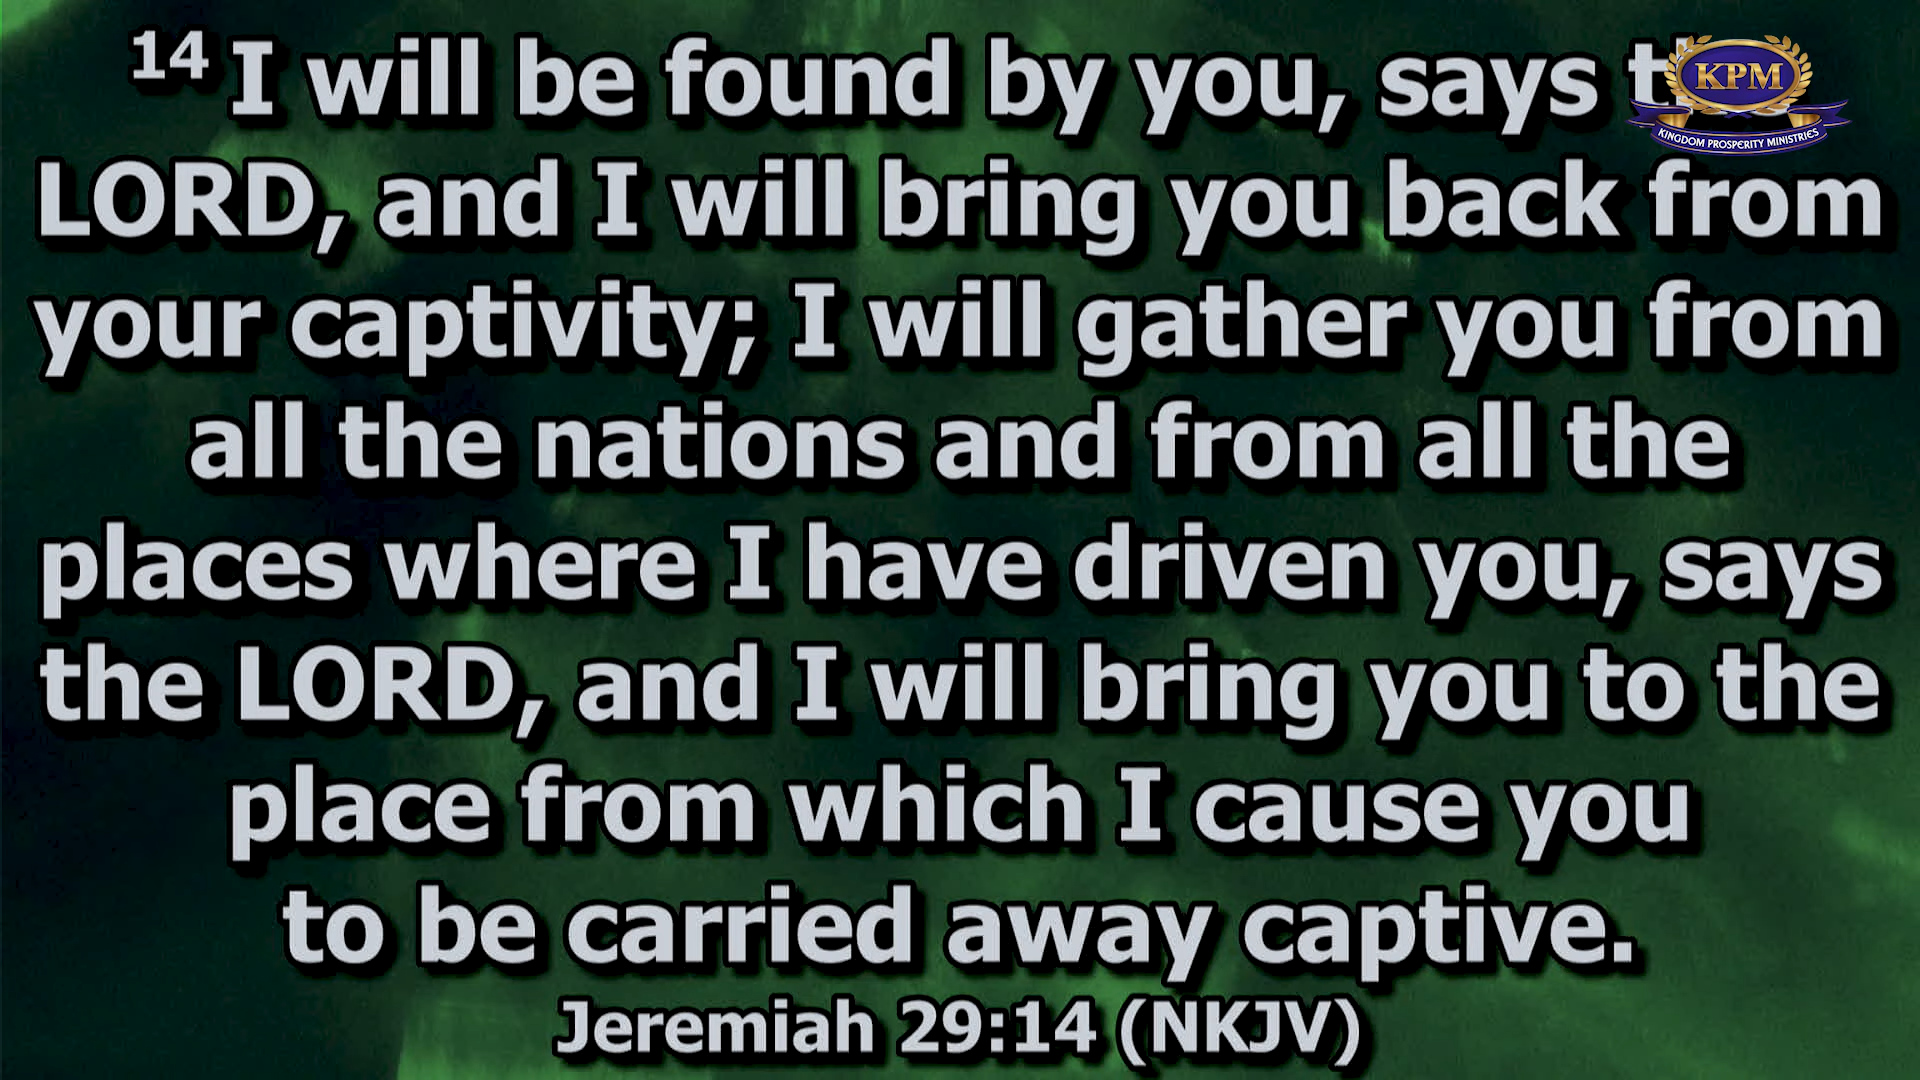 14 I will be found by you, says
KPM
KINGDOM PROSPERITY MINISTRIES
LORD, and I will bring you back from
your captivity; I will gather you from
all the nations and from all the
places where I have driven you, says
the LORD, and I will bring you to the
place from which I cause you
to be carried away captive.
Jeremiah 29:14 (NKJV)